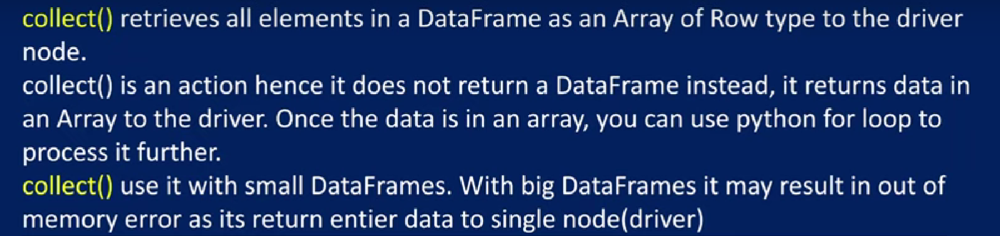 collect() retrieves all elements in a DataFrame as an Array of Row type to the driver
node.
collect() is an action hence it does not return a DataFrame instead, it returns data in
an Array to the driver. Once the data is in an array, you can use python for loop to
process it further.
collect() use it with small DataFrames. With big DataFrames it may result in out of
memory error as its return entier data to single node(driver)